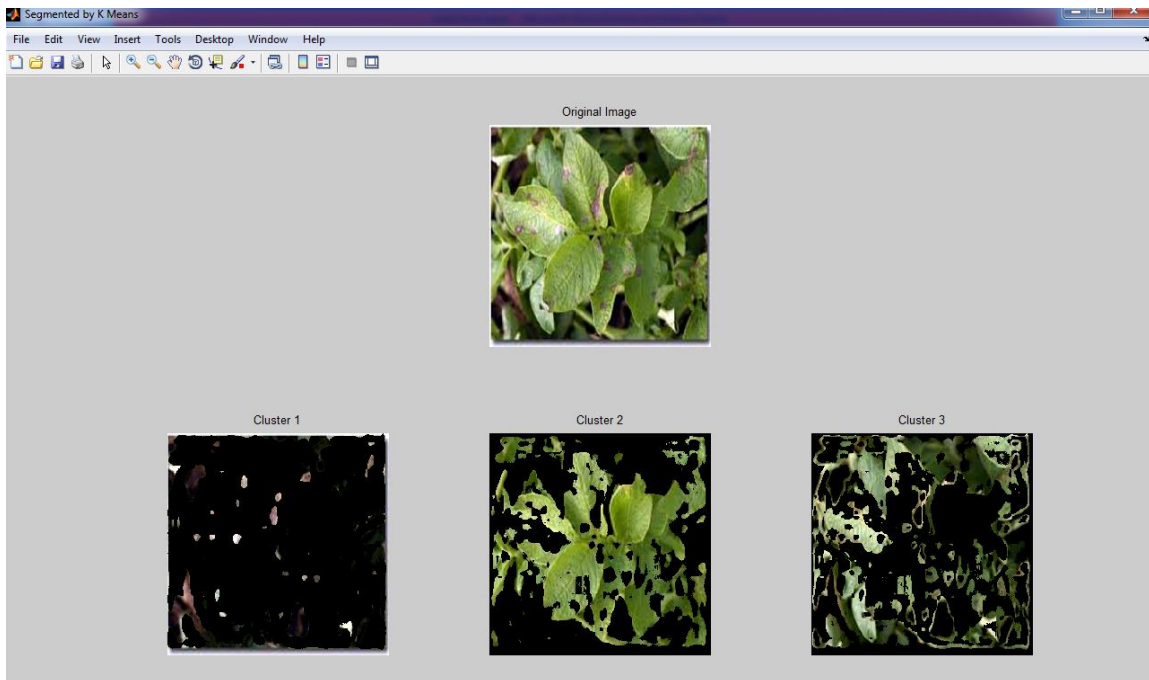 Segmented by K Means
File Edit View Insert Tools Desktop Window Help
Original Image
Cluster 1 Cluster 2 Cluster 3